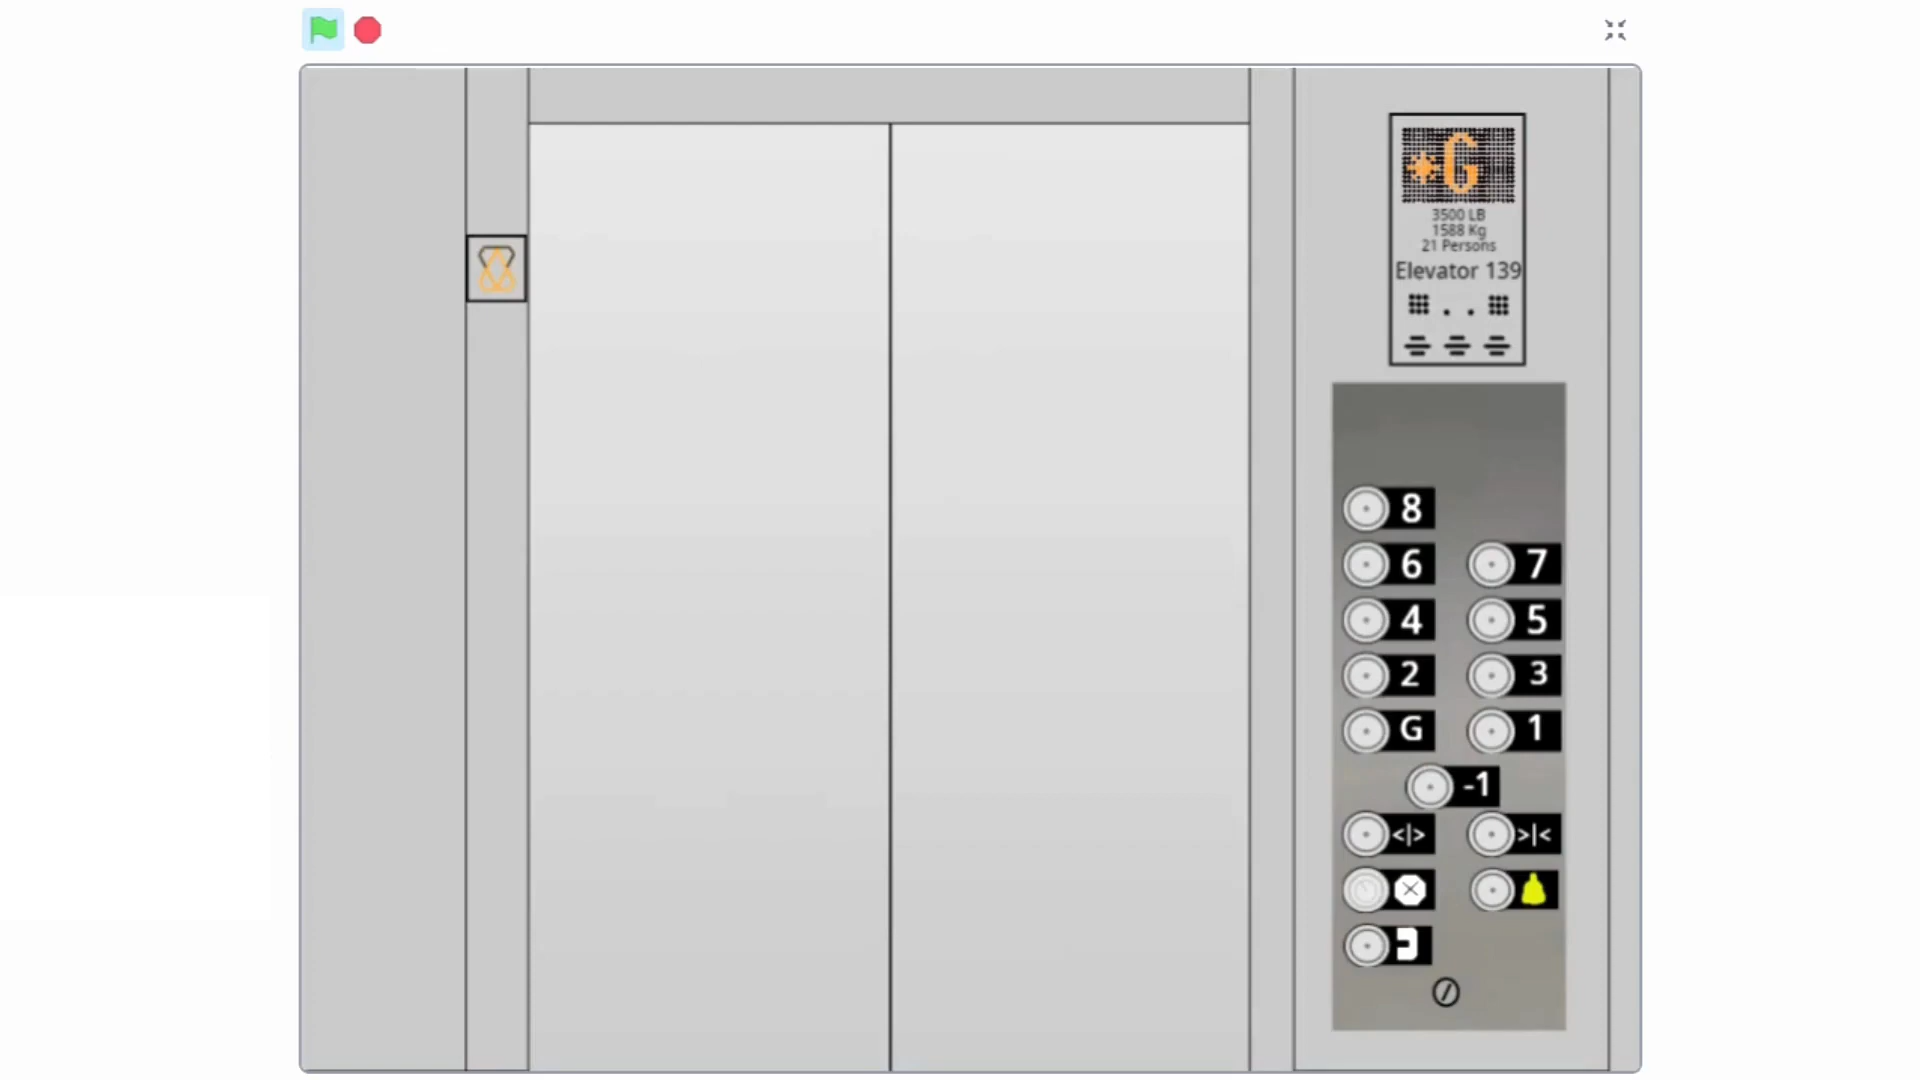 *G
3500 LB
1588 Kg
21 Persons
Elevator 139
8
6 7
4 5
2 3
G 1
-1
<|> >|<